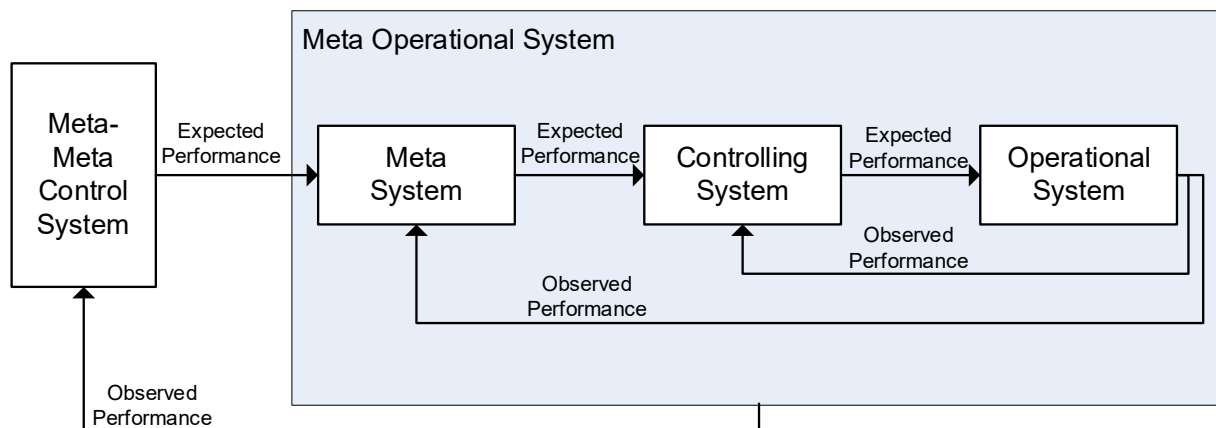 Meta Operational System
Meta-
Meta
Control
System
Expected
Performance
Meta
System
Expected
Performance
Controlling
System
Expected
Performance
Operational
System
Observed
Performance
Observed
Performance
Observed
Performance